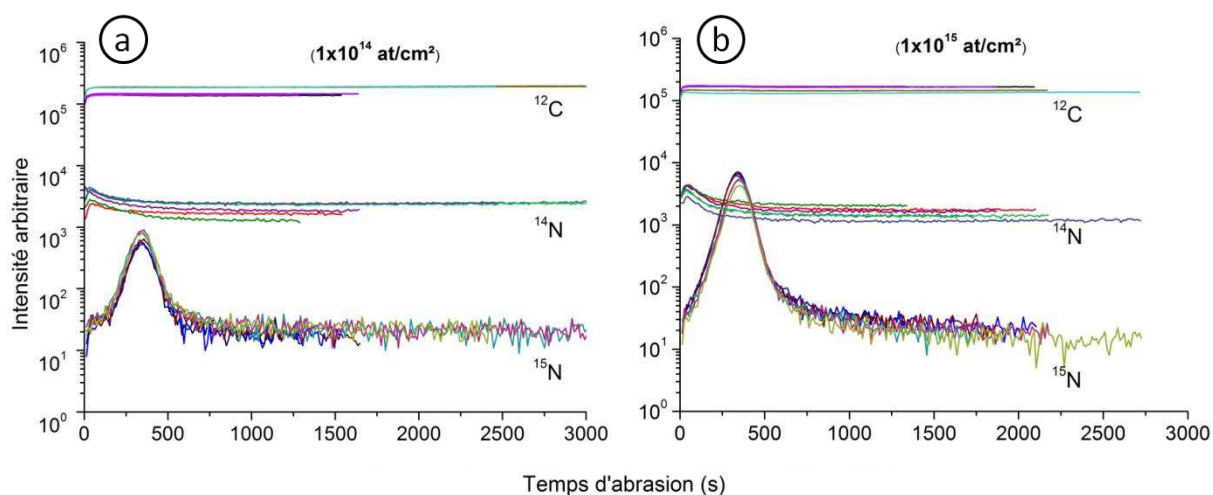 a
(1x10¹⁴ at/cm²)
b
(1x10¹⁵ at/cm²)
Intensité arbitraire
10⁶
10⁵
10⁴
10³
10²
10¹
10⁰
¹²C
¹⁴N
¹⁵N
0 500 1000 1500 2000 2500 3000
10⁶
10⁵
10⁴
10³
10²
10¹
10⁰
¹²C
¹⁴N
¹⁵N
0 500 1000 1500 2000 2500 3000
Temps d'abrasion (s)